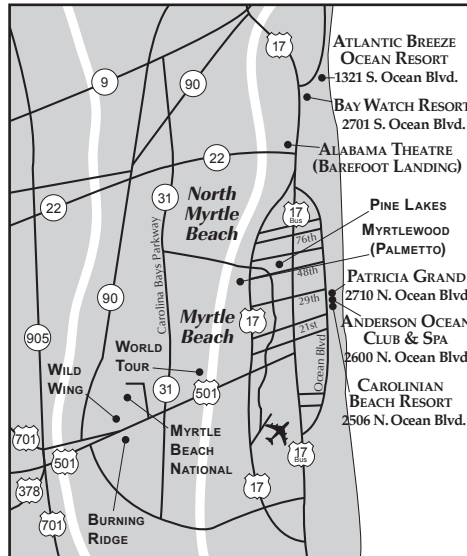 17
ATLANTIC BREEZE
OCEAN RESORT
1321 S. Ocean Blvd.
9
90
BAY WATCH RESORT
2701 S. Ocean Blvd.
ALABAMA THEATRE
(BAREFOOT LANDING)
22
31
North
Myrtle
Beach
22
17
Bus
PINE LAKES
MYRTLEWOOD
(PALMETTO)
76th
Carolina Bays Parkway
48th
90
PATRICIA GRAND
2710 N. Ocean Blvd.
29th
Myrtle
Beach
17
21st
ANDERSON OCEAN
CLUB & SPA
2600 N. Ocean Blvd.
905
WORLD
TOUR
Ocean Blvd
WILD
WING
31
501
CAROLINIAN
BEACH RESORT
2506 N. Ocean Blvd.
701
MYRTLE
BEACH
NATIONAL
501
17
Bus
378
17
701
BURNING
RIDGE